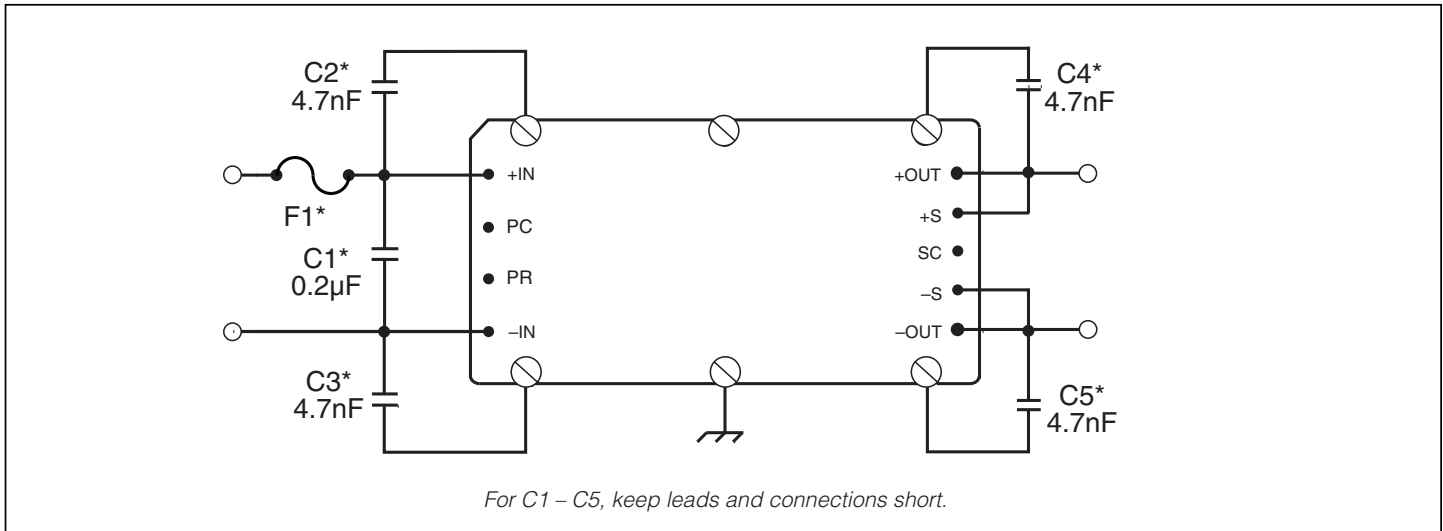 C2*
4.7nF
C4*
4.7nF
+IN
+OUT
F1*
+S
PC
SC
C1*
0.2µF
PR
–S
–IN
–OUT
C3*
4.7nF
C5*
4.7nF
For C1 – C5, keep leads and connections short.